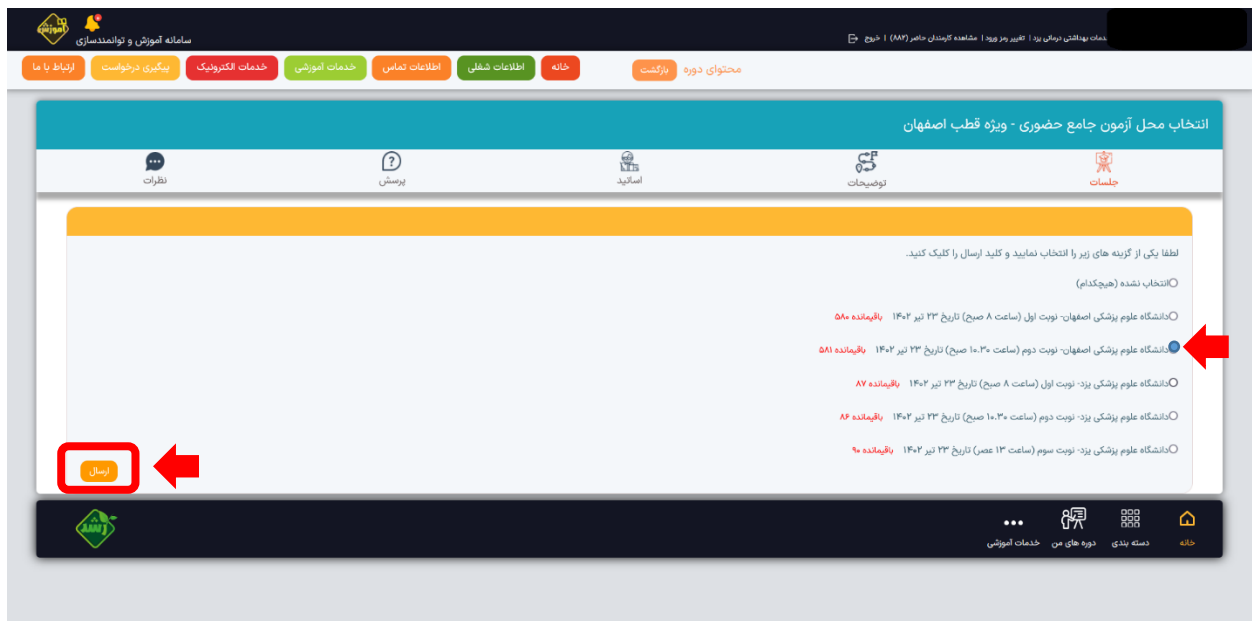 آموزش
سامانه آموزش و توانمندسازی
خدمات بهداشتی درمانی یزد | تغییر رمز ورود | مشاهده کارمندان حاضر (۸۸۲) | خروج
محتوای دوره بازگشت
خانه اطلاعات شغلی اطلاعات تماس خدمات آموزشی خدمات الکترونیک پیگیری درخواست ارتباط با ما
انتخاب محل آزمون جامع حضوری - ویژه قطب اصفهان
جلسات توضیحات اساتید پرسش نظرات
لطفا یکی از گزینه های زیر را انتخاب نمایید و کلید ارسال را کلیک کنید.
انتخاب نشده (هیچکدام)
دانشگاه علوم پزشکی اصفهان- نوبت اول (ساعت ۸ صبح) تاریخ ۲۳ تیر ۱۴۰۲ باقیمانده ۵۸۰
دانشگاه علوم پزشکی اصفهان- نوبت دوم (ساعت ۱۰.۳۰ صبح) تاریخ ۲۳ تیر ۱۴۰۲ باقیمانده ۵۸۱
دانشگاه علوم پزشکی یزد- نوبت اول (ساعت ۸ صبح) تاریخ ۲۳ تیر ۱۴۰۲ باقیمانده ۸۷
دانشگاه علوم پزشکی یزد- نوبت دوم (ساعت ۱۰.۳۰ صبح) تاریخ ۲۳ تیر ۱۴۰۲ باقیمانده ۸۶
دانشگاه علوم پزشکی یزد- نوبت سوم (ساعت ۱۳ عصر) تاریخ ۲۳ تیر ۱۴۰۲ باقیمانده ۹۰
ارسال
خانه دسته بندی دوره های من خدمات آموزشی
رشد